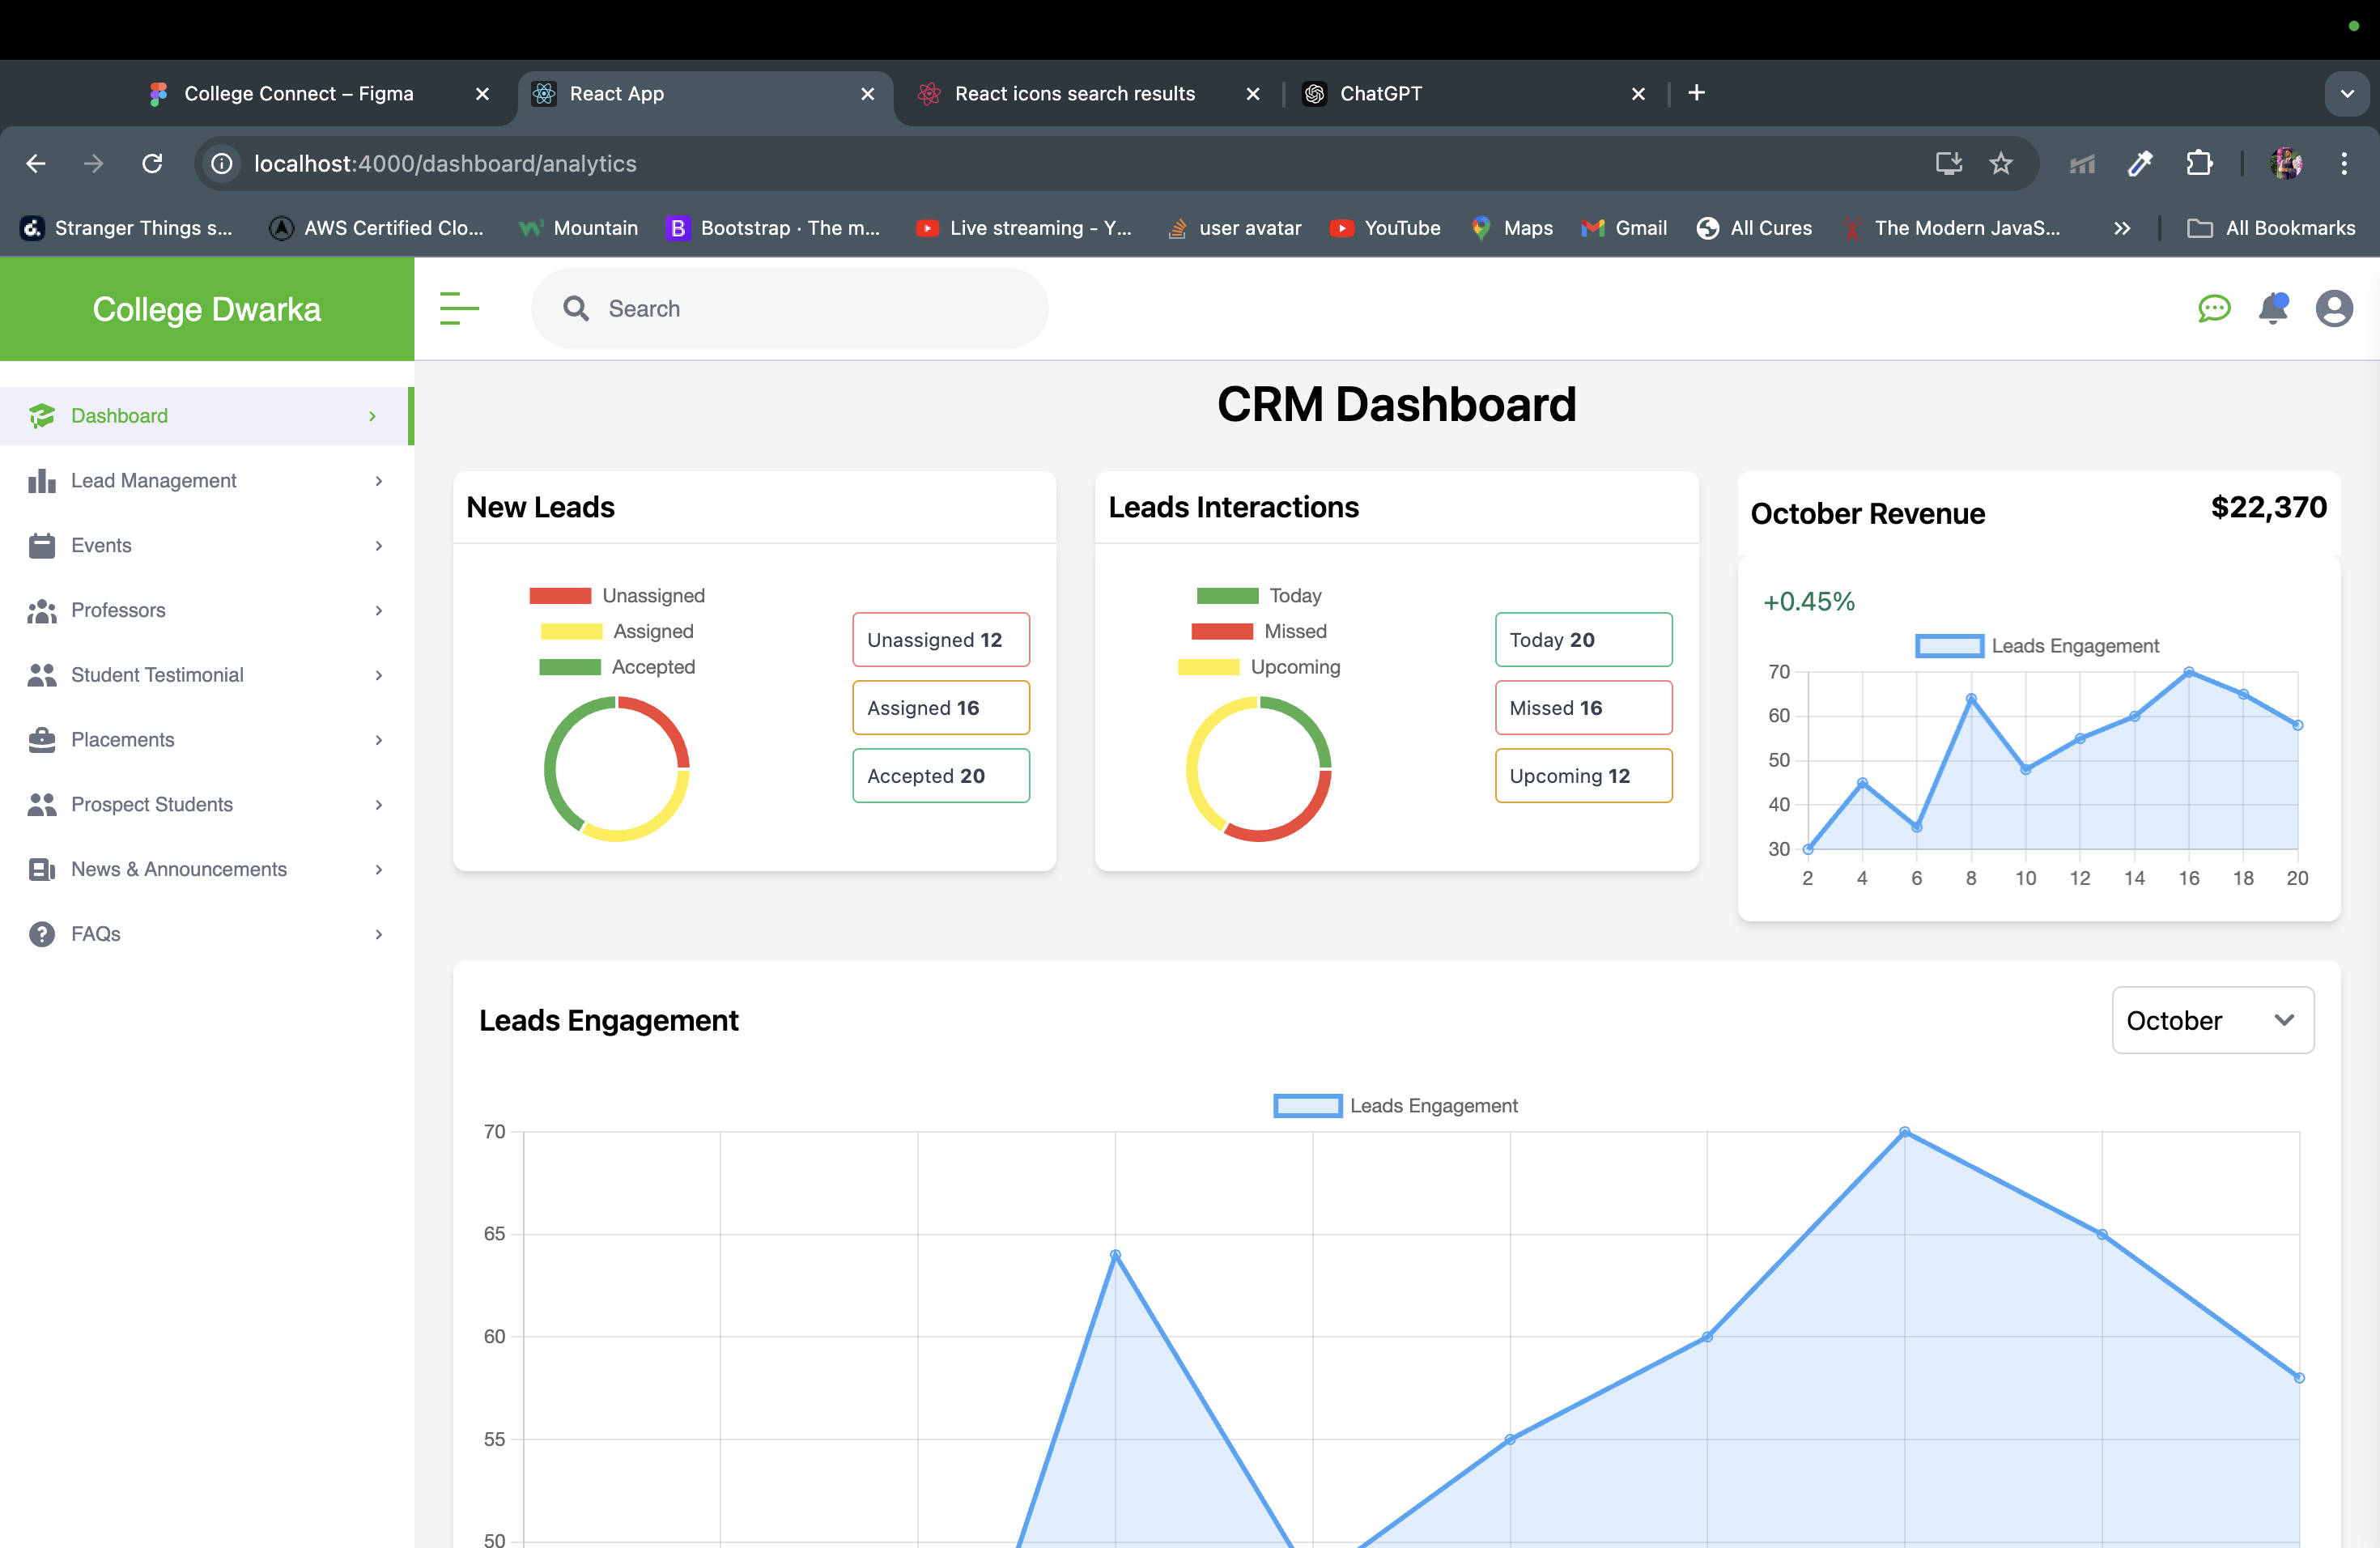 College Connect – Figma
React App
React icons search results
ChatGPT
localhost:4000/dashboard/analytics
Stranger Things s...
AWS Certified Clo...
Mountain
B Bootstrap · The m...
Live streaming - Y...
user avatar
YouTube
Maps
Gmail
All Cures
The Modern JavaS...
All Bookmarks
College Dwarka
Search
Dashboard
Lead Management
Events
Professors
Student Testimonial
Placements
Prospect Students
News & Announcements
FAQs
CRM Dashboard
New Leads
Unassigned
Assigned
Accepted
Unassigned 12
Assigned 16
Accepted 20
Leads Interactions
Today
Missed
Upcoming
Today 20
Missed 16
Upcoming 12
October Revenue
$22,370
+0.45%
Leads Engagement
70
60
50
40
30
2 4 6 8 10 12 14 16 18 20
Leads Engagement
October
Leads Engagement
70
65
60
55
50